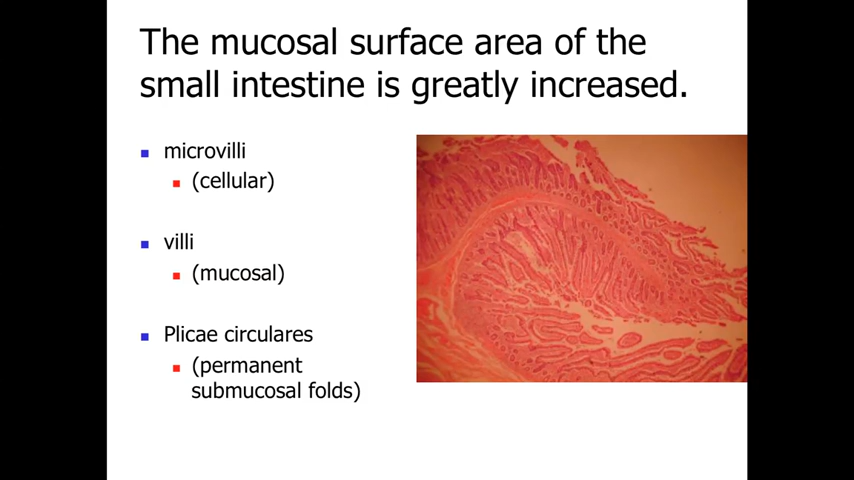 The mucosal surface area of the
small intestine is greatly increased.
microvilli
(cellular)
villi
(mucosal)
Plicae circulares
(permanent
submucosal folds)